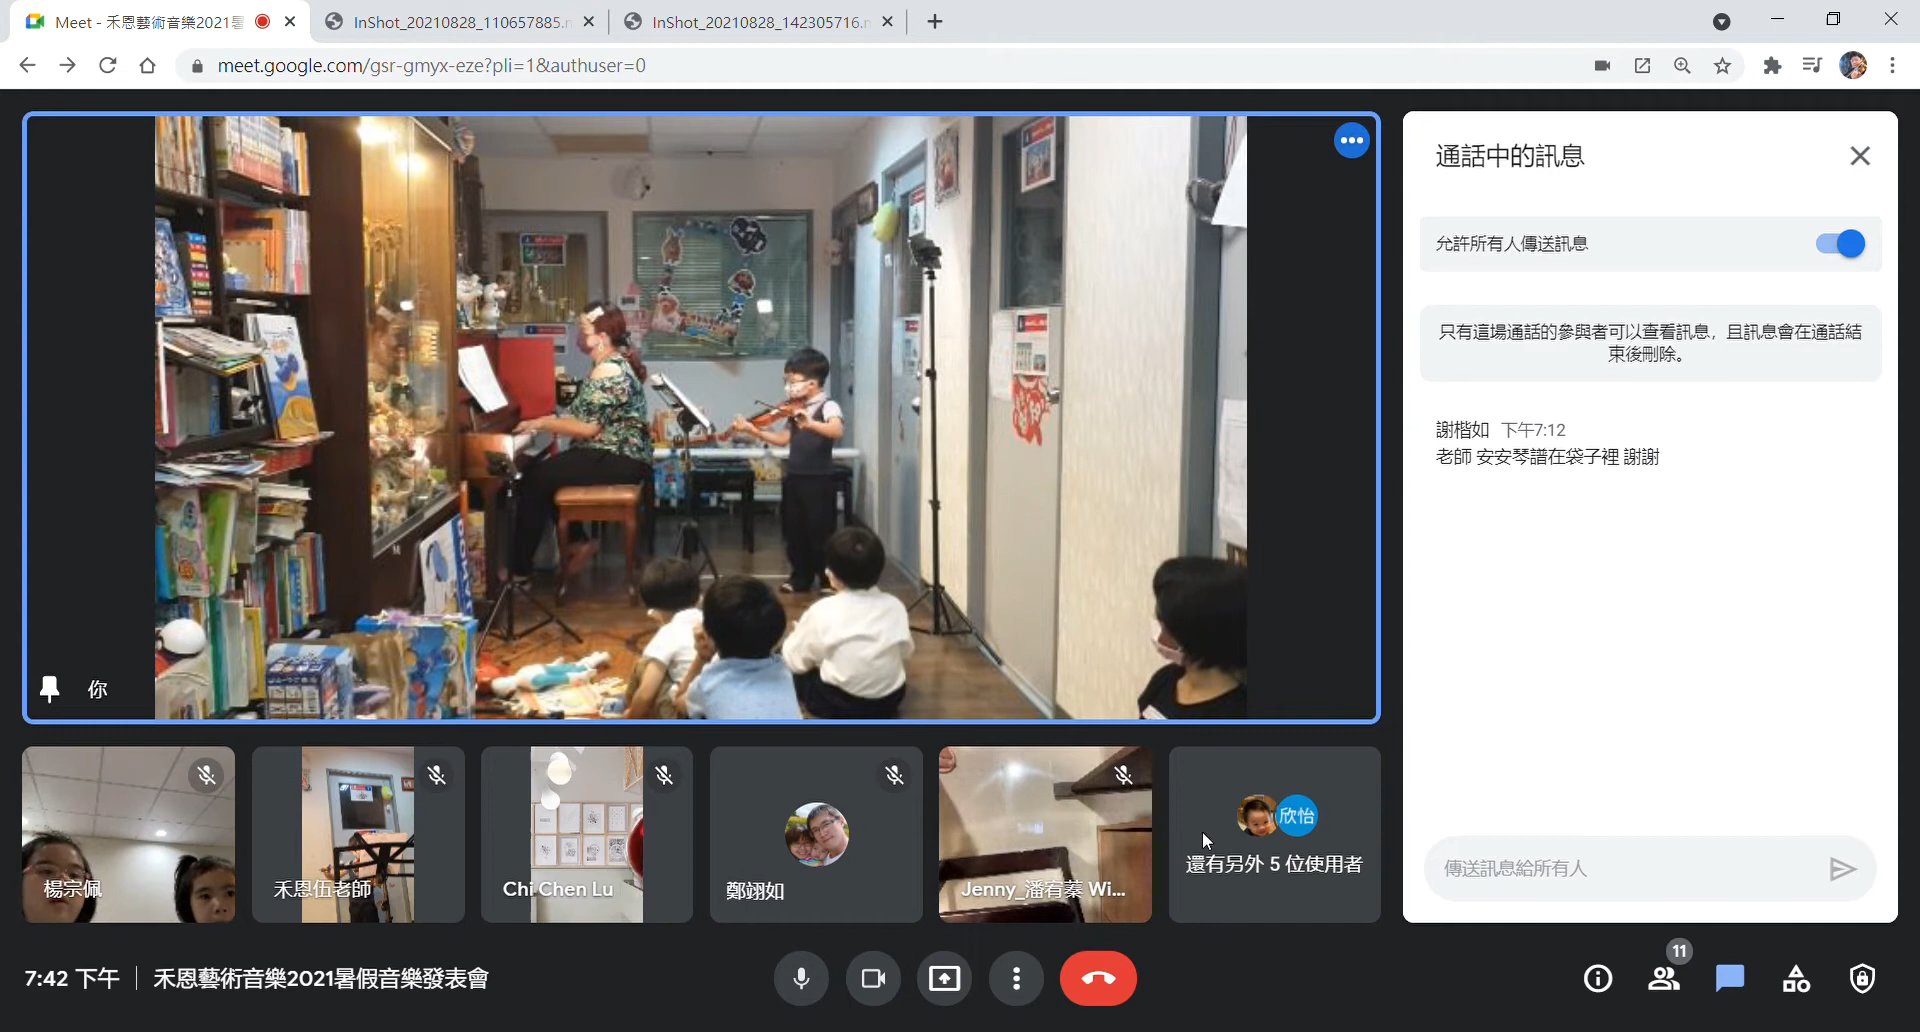 Meet - 禾恩藝術音樂2021暑
InShot_20210828_110657885.m
InShot_20210828_142305716.m
meet.google.com/gsr-gmyx-eze?pli=1&authuser=0
你
通話中的訊息
允許所有人傳送訊息
只有這場通話的參與者可以查看訊息，且訊息會在通話結
束後刪除。
謝楷如 下午7:12
老師 安安琴譜在袋子裡 謝謝
傳送訊息給所有人
楊宗佩
禾恩伍老師
Chi Chen Lu
鄭翊如
Jenny_潘宥蓁 Wi...
欣怡
還有另外 5 位使用者
7:42 下午
禾恩藝術音樂2021暑假音樂發表會
11